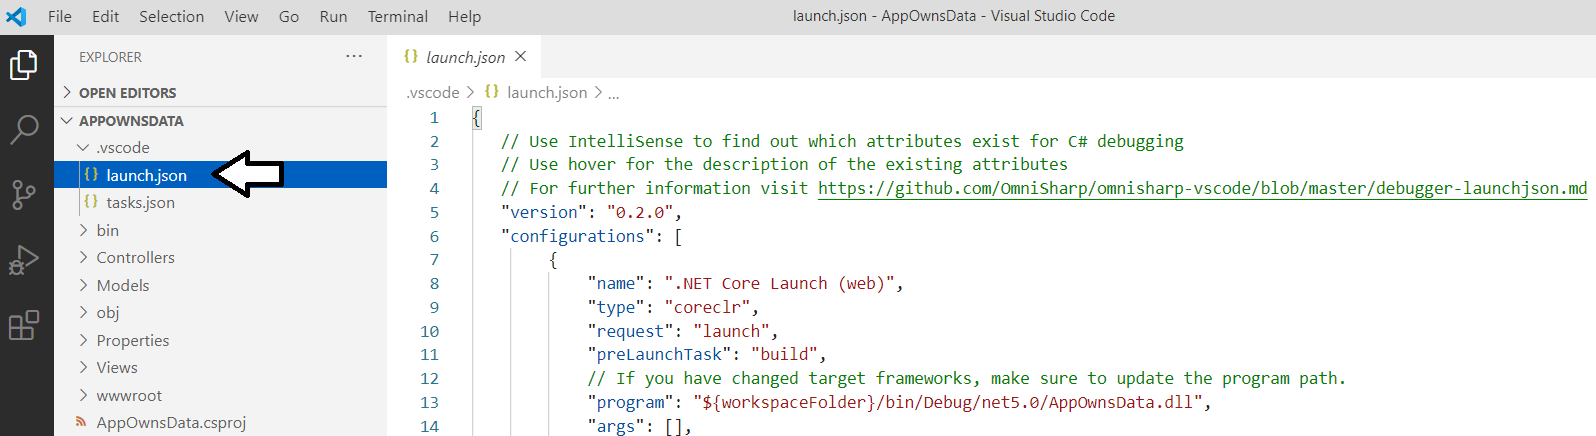 File Edit Selection View Go Run Terminal Help
launch.json - AppOwnsData - Visual Studio Code
EXPLORER
···
OPEN EDITORS
APPOWNSDATA
.vscode
{} launch.json
{} tasks.json
bin
Controllers
Models
obj
Properties
Views
wwwroot
AppOwnsData.csproj
{} launch.json ×
.vscode > {} launch.json > ...
1 {
2 // Use IntelliSense to find out which attributes exist for C# debugging
3 // Use hover for the description of the existing attributes
4 // For further information visit https://github.com/OmniSharp/omnisharp-vscode/blob/master/debugger-launchjson.md
5 "version": "0.2.0",
6 "configurations": [
7 {
8 "name": ".NET Core Launch (web)",
9 "type": "coreclr",
10 "request": "launch",
11 "preLaunchTask": "build",
12 // If you have changed target frameworks, make sure to update the program path.
13 "program": "${workspaceFolder}/bin/Debug/net5.0/AppOwnsData.dll",
14 "args": [],